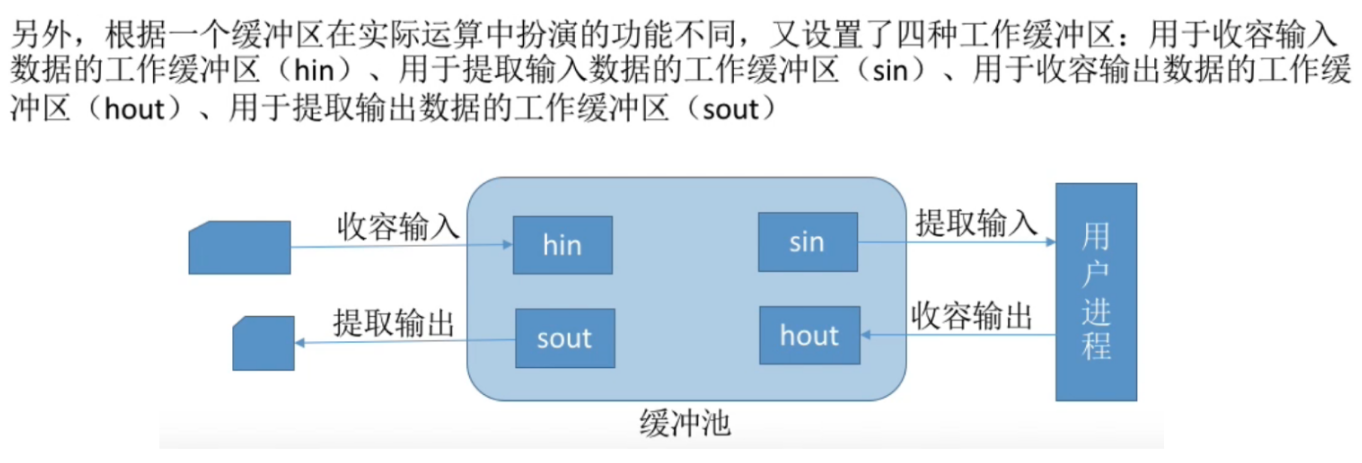 另外，根据一个缓冲区在实际运算中扮演的功能不同，又设置了四种工作缓冲区：用于收容输入
数据的工作缓冲区（hin）、用于提取输入数据的工作缓冲区（sin）、用于收容输出数据的工作缓
冲区（hout）、用于提取输出数据的工作缓冲区（sout）
收容输入
hin
sin
提取输入
提取输出
sout
hout
收容输出
用户进程
缓冲池